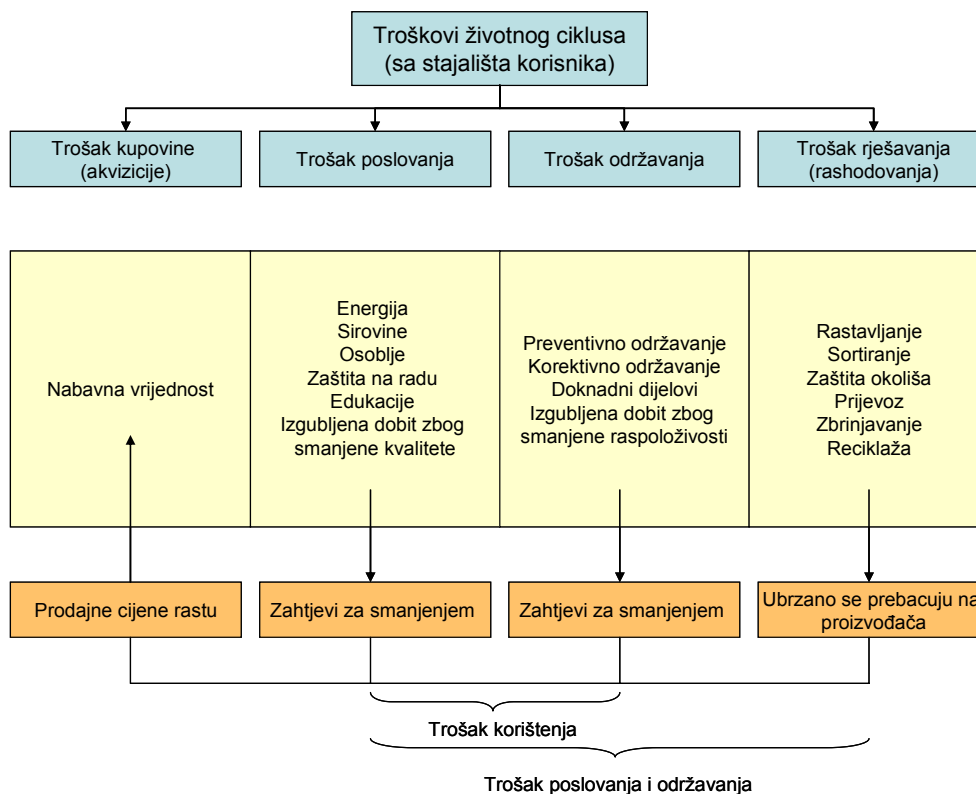 Troškovi životnog ciklusa
(sa stajališta korisnika)
Trošak kupovine
(akvizicije)
Trošak poslovanja
Trošak održavanja
Trošak rješavanja
(rashodovanja)
Nabavna vrijednost
Energija
Sirovine
Osoblje
Zaštita na radu
Edukacije
Izgubljena dobit zbog
smanjene kvalitete
Preventivno održavanje
Korektivno održavanje
Doknadni dijelovi
Izgubljena dobit zbog
smanjene raspoloživosti
Rastavljanje
Sortiranje
Zaštita okoliša
Prijevoz
Zbrinjavanje
Reciklaža
Prodajne cijene rastu
Zahtjevi za smanjenjem
Zahtjevi za smanjenjem
Ubrzano se prebacuju na
proizvođača
Trošak korištenja
Trošak poslovanja i održavanja